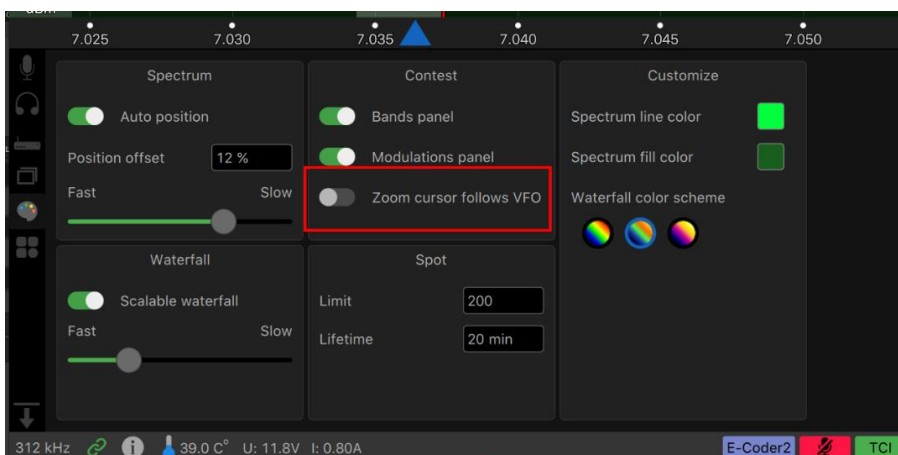 dBm
7.025 7.030 7.035 7.040 7.045 7.050
Spectrum
Auto position
Position offset 12 %
Fast Slow
Waterfall
Scalable waterfall
Fast Slow
Contest
Bands panel
Modulations panel
Zoom cursor follows VFO
Spot
Limit 200
Lifetime 20 min
Customize
Spectrum line color
Spectrum fill color
Waterfall color scheme
312 kHz 39.0 C° U: 11.8V I: 0.80A E-Coder2 TCI